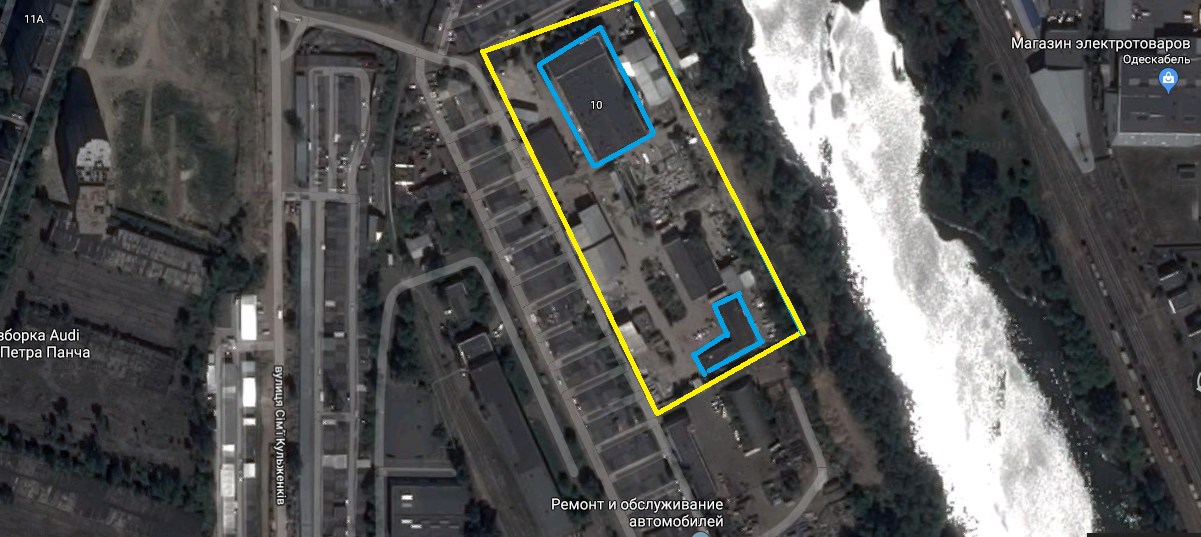 11А
Магазин электротоваров
Одескабель
10
зборка Audi
Петра Панча
вулиця Сім'ї Кульженків
Ремонт и обслуживание
автомобилей